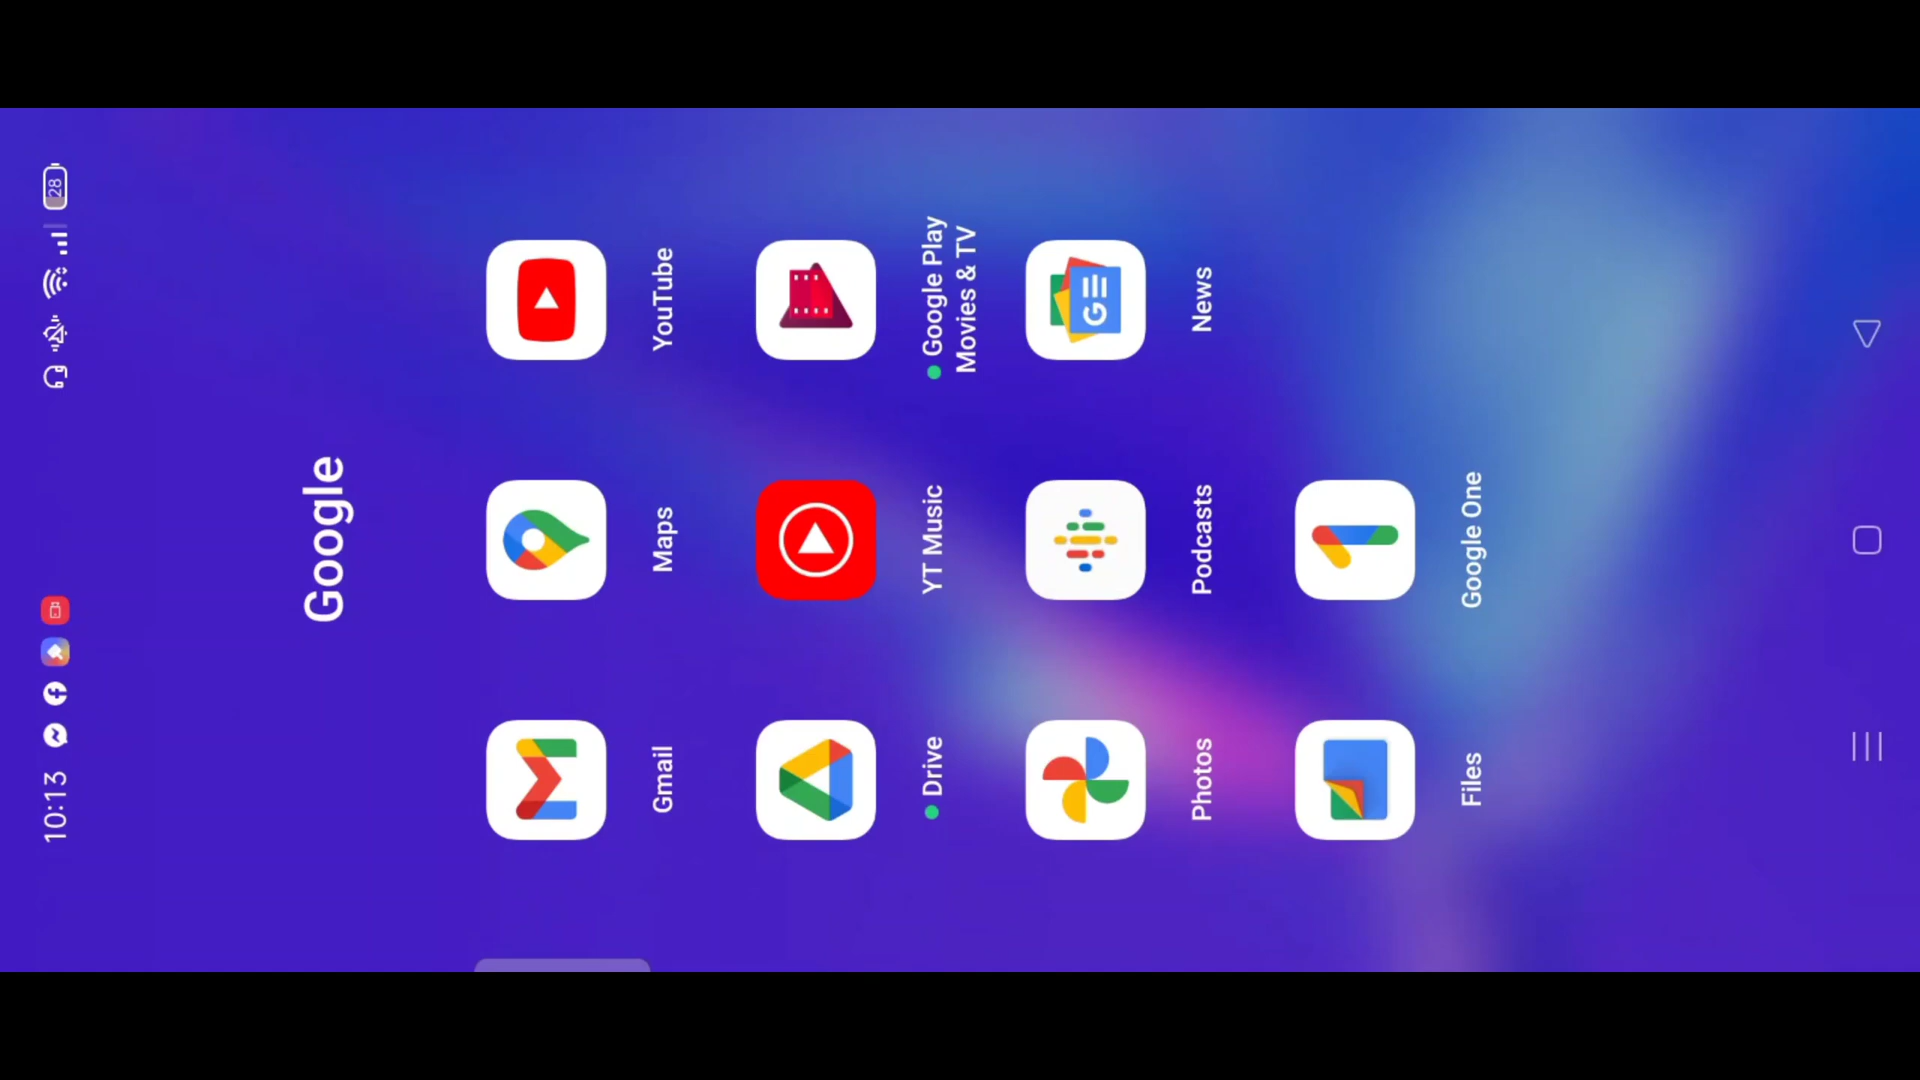 10:13
28
Google
Gmail
Maps
YouTube
Drive
YT Music
Google Play
Movies & TV
Photos
Podcasts
News
Files
Google One